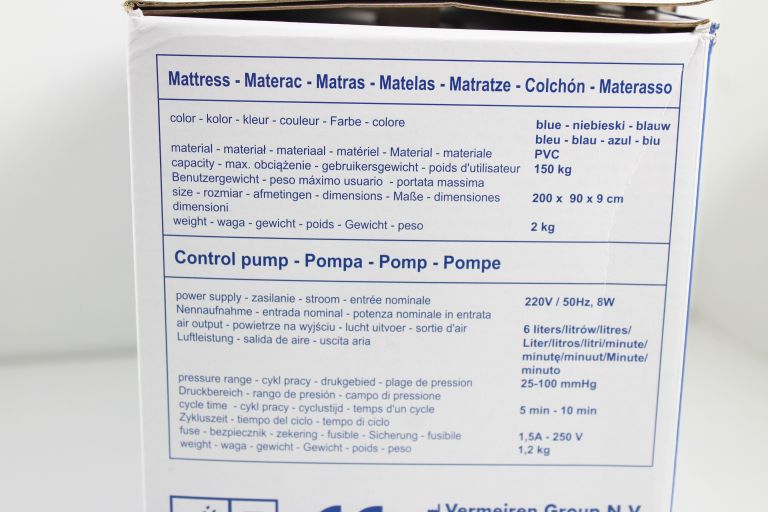 Mattress - Materac - Matras - Matelas - Matratze - Colchón - Materasso
color - kolor - kleur - couleur - Farbe - colore blue - niebieski - blauw
bleu - blau - azul - blu
material - materiał - materiaal - matériel - Material - materiale PVC
capacity - max. obciążenie - gebruikersgewicht - poids d'utilisateur 150 kg
Benutzergewicht - peso máximo usuario - portata massima
size - rozmiar - afmetingen - dimensions - Maße - dimensiones 200 x 90 x 9 cm
dimensioni
weight - waga - gewicht - poids - Gewicht - peso 2 kg
Control pump - Pompa - Pomp - Pompe
power supply - zasilanie - stroom - entrée nominale 220V / 50Hz, 8W
Nennaufnahme - entrada nominal - potenza nominale in entrata
air output - powietrze na wyjściu - lucht uitvoer - sortie d'air 6 liters/litrów/litres/
Luftleistung - salida de aire - uscita aria Liter/litros/litri/minute/
minutę/minuut/Minute/
minuto
pressure range - cykl pracy - drukgebied - plage de pression 25-100 mmHg
Druckbereich - rango de presión - campo di pressione
cycle time - cykl pracy - cyclustijd - temps d'un cycle 5 min - 10 min
Zykluszeit - tiempo del ciclo - tempo di ciclo
fuse - bezpiecznik - zekering - fusible - Sicherung - fusibile 1,5A - 250 V
weight - waga - gewicht - Gewicht - poids - peso 1,2 kg
Vermeiren Group N.V.